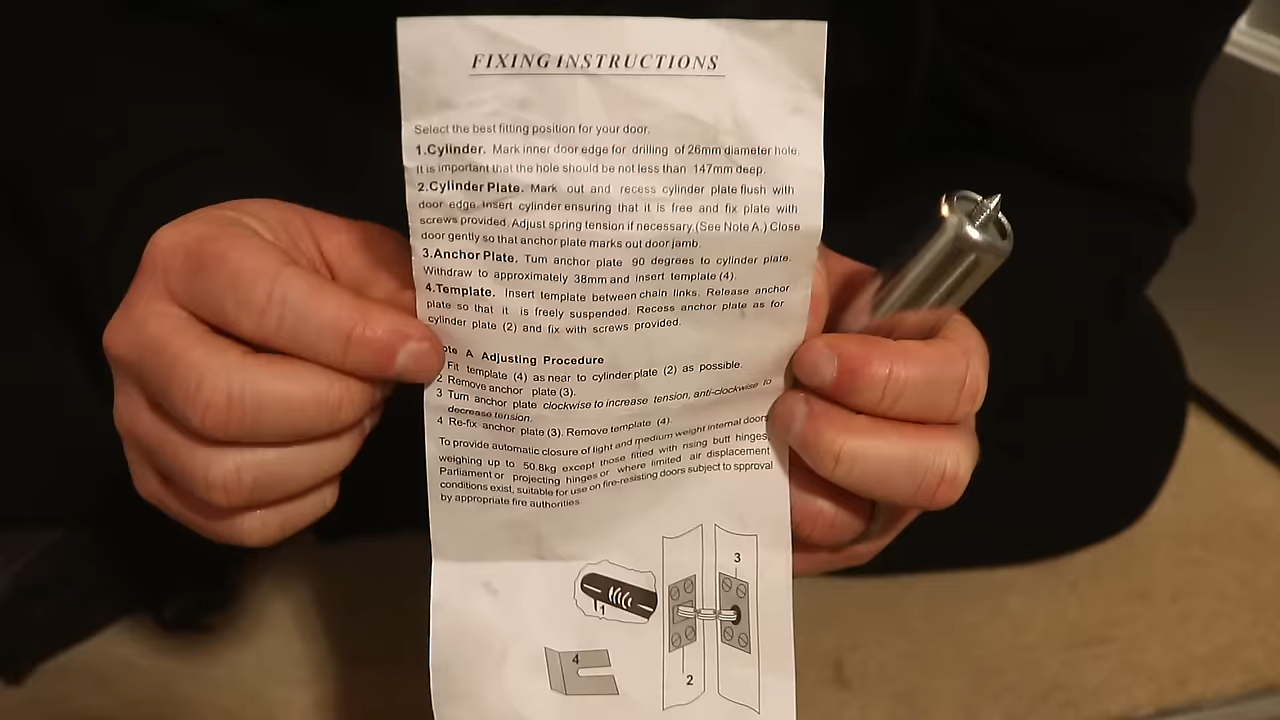 FIXING INSTRUCTIONS
Select the best fitting position for your door.
1.Cylinder. Mark inner door edge for drilling of 26mm diameter hole.
It is important that the hole should be not less than 147mm deep.
2.Cylinder Plate. Mark out and recess cylinder plate flush with
door edge. Insert cylinder ensuring that it is free and fix plate with
screws provided. Adjust spring tension if necessary.(See Note A.) Close
door gently so that anchor plate marks out door jamb.
3.Anchor Plate. Turn anchor plate 90 degrees to cylinder plate.
Withdraw to approximately 38mm and insert template (4).
4.Template. Insert template between chain links. Release anchor
plate so that it is freely suspended. Recess anchor plate as for
cylinder plate (2) and fix with screws provided.
ote A Adjusting Procedure
Fit template (4) as near to cylinder plate (2) as possible.
2 Remove anchor plate (3).
3 Turn anchor plate clockwise to increase tension, anti-clockwise to
decrease tension.
4 Re-fix anchor plate (3). Remove template (4).
To provide automatic closure of light and medium weight internal doors
weighing up to 50.8kg except those fitted with rising butt hinges,
Parliament or projecting hinges or where limited air displacement
conditions exist, suitable for use on fire-resisting doors subject to spproval
by appropriate fire authorities.
3
1
4
2